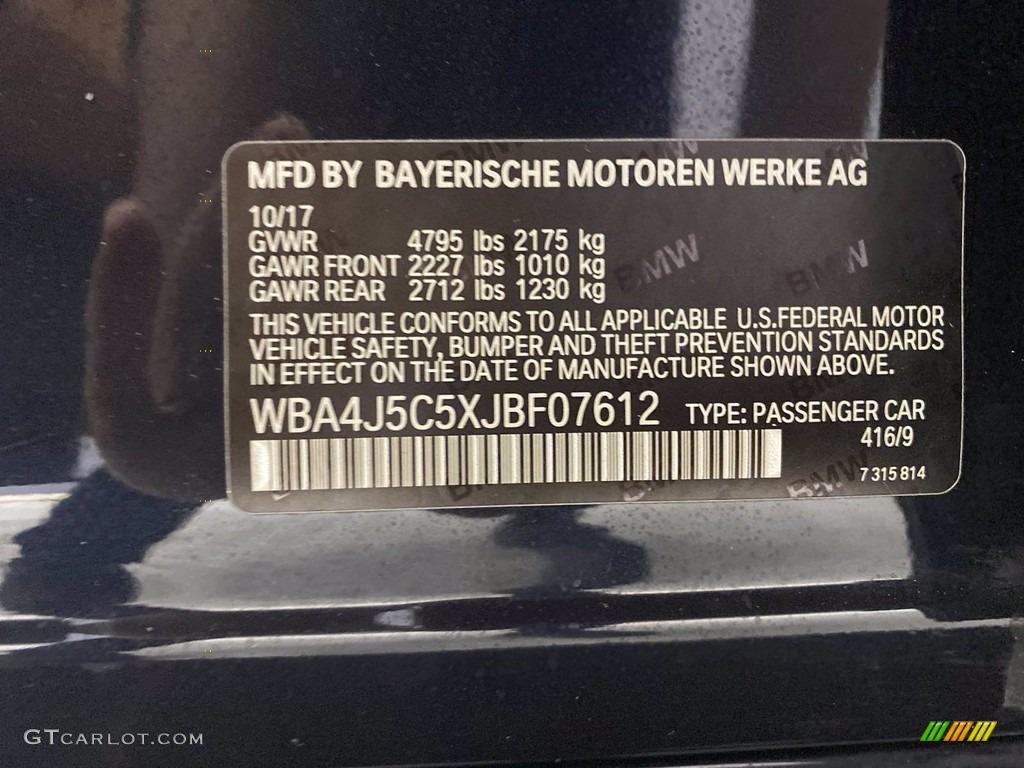 MFD BY BAYERISCHE MOTOREN WERKE AG
10/17
GVWR 4795 lbs 2175 kg
GAWR FRONT 2227 lbs 1010 kg
GAWR REAR 2712 lbs 1230 kg
BMW BMW
THIS VEHICLE CONFORMS TO ALL APPLICABLE U.S.FEDERAL MOTOR
VEHICLE SAFETY, BUMPER AND THEFT PREVENTION STANDARDS
IN EFFECT ON THE DATE OF MANUFACTURE SHOWN ABOVE.
WBA4J5C5XJBF07612 TYPE: PASSENGER CAR
416/9
BMW
7 315 814
GTCARLOT.COM